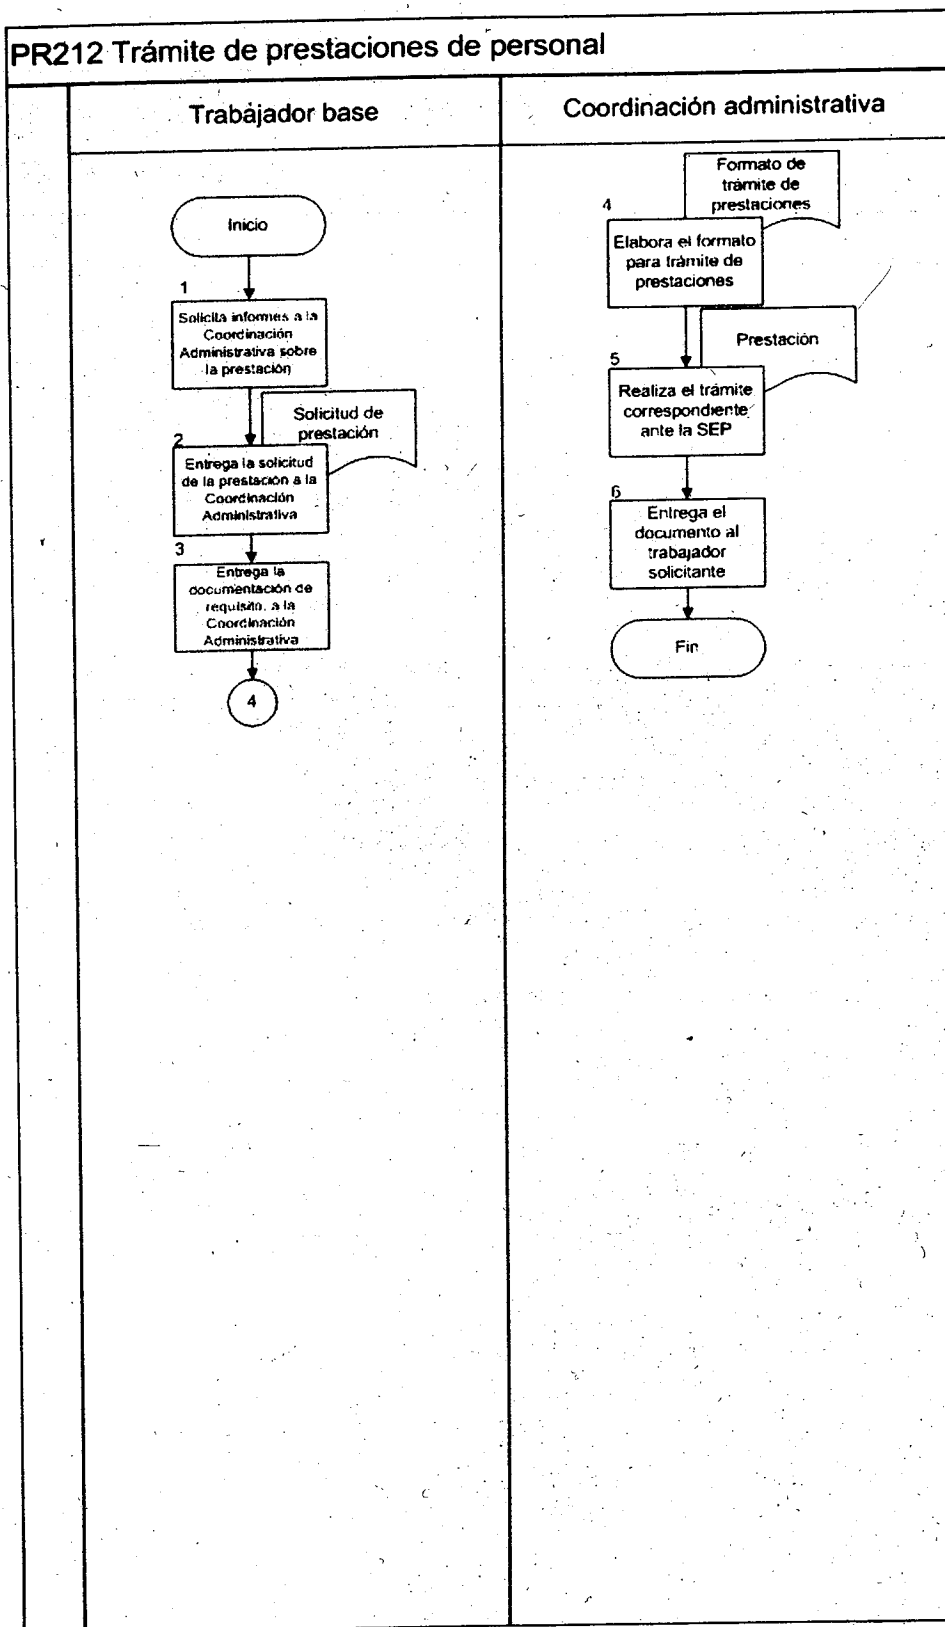 PR212 Trámite de prestaciones de personal
Trabajador base
Coordinación administrativa
Inicio
1
Solicita informes a la
Coordinación
Administrativa sobre
la prestación
Solicitud de
prestación
2
Entrega la solicitud
de la prestación a la
Coordinación
Administrativa
3
Entrega la
documentación de
requisito, a la
Coordinación
Administrativa
4
Formato de
trámite de
prestaciones
4
Elabora el formato
para trámite de
prestaciones
Prestación
5
Realiza el trámite
correspondiente
ante la SEP
6
Entrega el
documento al
trabajador
solicitante
Fin